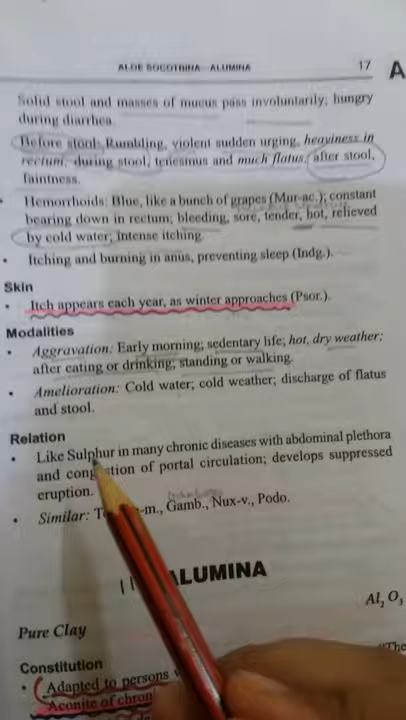 ALOE SOCOTRINA - ALUMINA 17 A
Solid stool and masses of mucus pass involuntarily; hungry
during diarrhea.
Before stool; Rumbling, violent sudden urging, heaviness in
rectum; during stool, tenesmus and much flatus; after stool,
faintness.
• Hemorrhoids: Blue, like a bunch of grapes (Mur-ac.); constant
bearing down in rectum; bleeding, sore, tender, hot, relieved
by cold water; intense itching.
• Itching and burning in anus, preventing sleep (Indg.).
Skin
• Itch appears each year, as winter approaches (Psor.).
Modalities
• Aggravation: Early morning; sedentary life; hot, dry weather;
after eating or drinking; standing or walking.
• Amelioration: Cold water; cold weather; discharge of flatus
and stool.
Relation
• Like Sulphur in many chronic diseases with abdominal plethora
and of portal circulation; develops suppressed
eruption.
• Similar: Gamb., Nux-v., Podo.
ALUMINA
Al₂O₃
Pure Clay
Constitution
• Adapted to persons
Aconite of